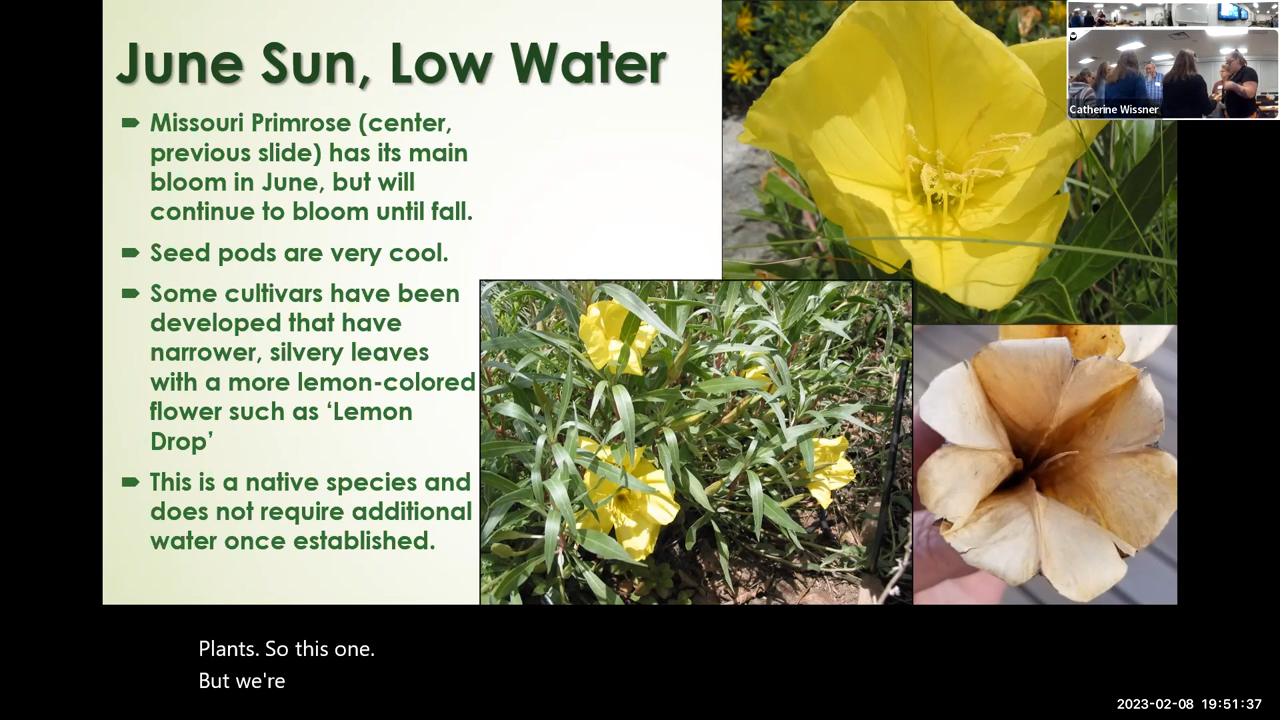 June Sun, Low Water
Missouri Primrose (center,
previous slide) has its main
bloom in June, but will
continue to bloom until fall.
Seed pods are very cool.
Some cultivars have been
developed that have
narrower, silvery leaves
with a more lemon-colored
flower such as ‘Lemon
Drop’
This is a native species and
does not require additional
water once established.
Catherine Wissner
Plants. So this one.
But we're
2023-02-08 19:51:37